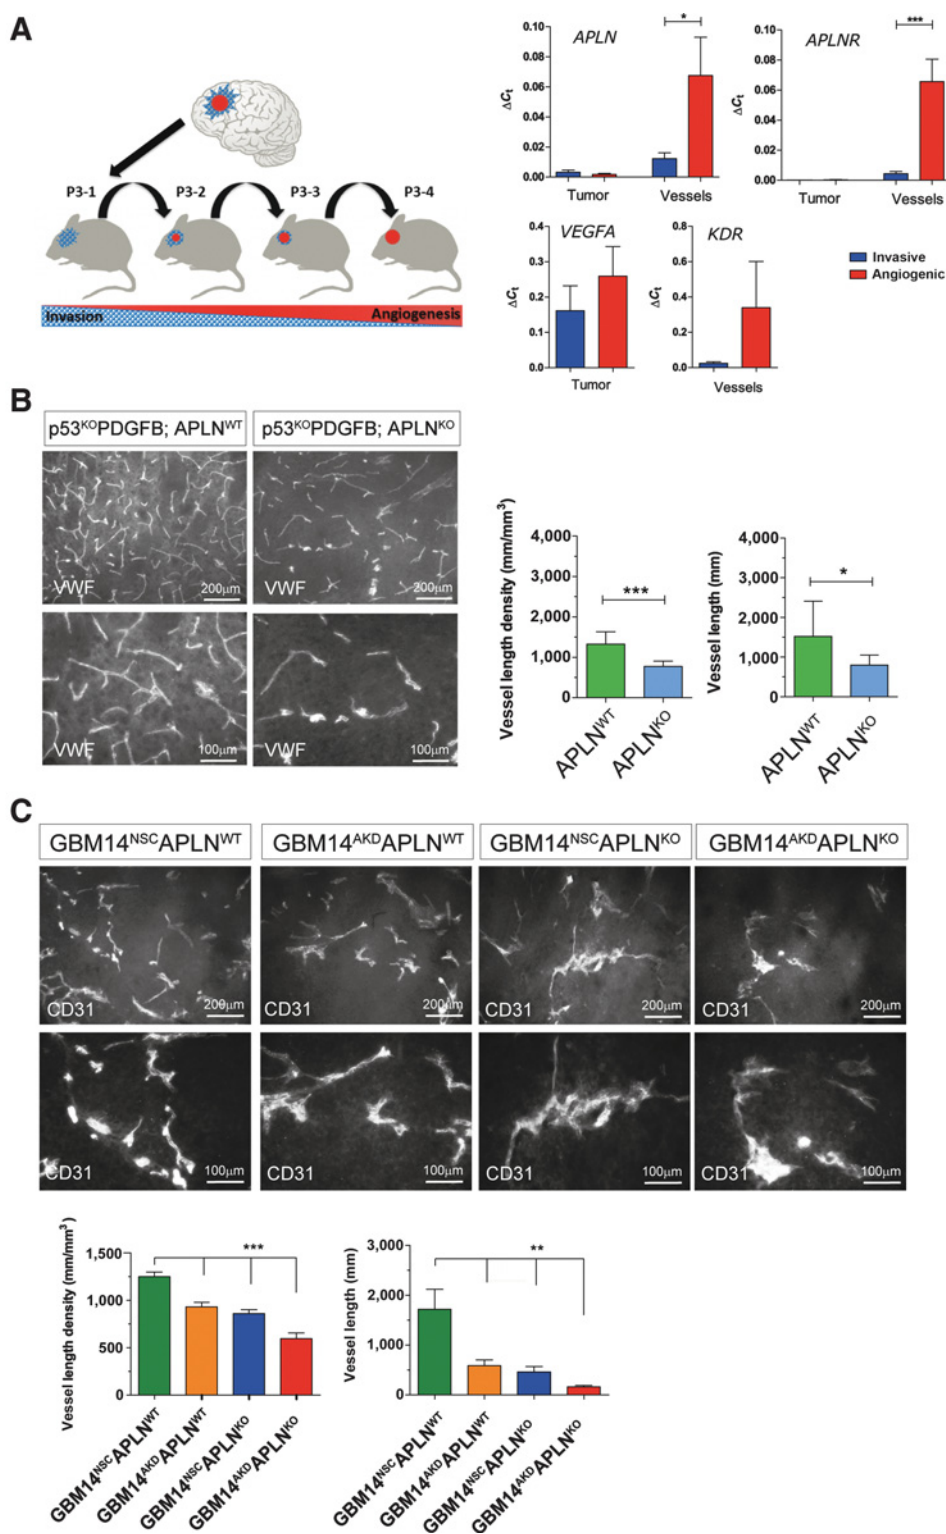 A
P3-1 P3-2 P3-3 P3-4
Invasion Angiogenesis
APLN
*
ΔCt
0.10
0.08
0.06
0.04
0.02
0.00
Tumor Vessels
APLNR
***
ΔCt
0.10
0.08
0.06
0.04
0.02
0.00
Tumor Vessels
VEGFA
ΔCt
0.4
0.3
0.2
0.1
0.0
Tumor
KDR
ΔCt
0.8
0.6
0.4
0.2
0.0
Vessels
Invasive
Angiogenic
B
p53KOPDGFB; APLNWT p53KOPDGFB; APLNKO
VWF 200μm VWF 200μm
VWF 100μm VWF 100μm
Vessel length density (mm/mm3)
4,000
3,000
2,000
1,000
0
***
APLNWT APLNKO
Vessel length (mm)
4,000
3,000
2,000
1,000
0
*
APLNWT APLNKO
C
GBM14NSCAPLNWT GBM14AKDAPLNWT GBM14NSCAPLNKO GBM14AKDAPLNKO
CD31 200μm CD31 200μm CD31 200μm CD31 200μm
CD31 100μm CD31 100μm CD31 100μm CD31 100μm
Vessel length density (mm/mm3)
1,500
1,000
500
0
***
GBM14NSCAPLNWT
GBM14AKDAPLNWT
GBM14NSCAPLNKO
GBM14AKDAPLNKO
Vessel length (mm)
3,000
2,000
1,000
0
**
GBM14NSCAPLNWT
GBM14AKDAPLNWT
GBM14NSCAPLNKO
GBM14AKDAPLNKO